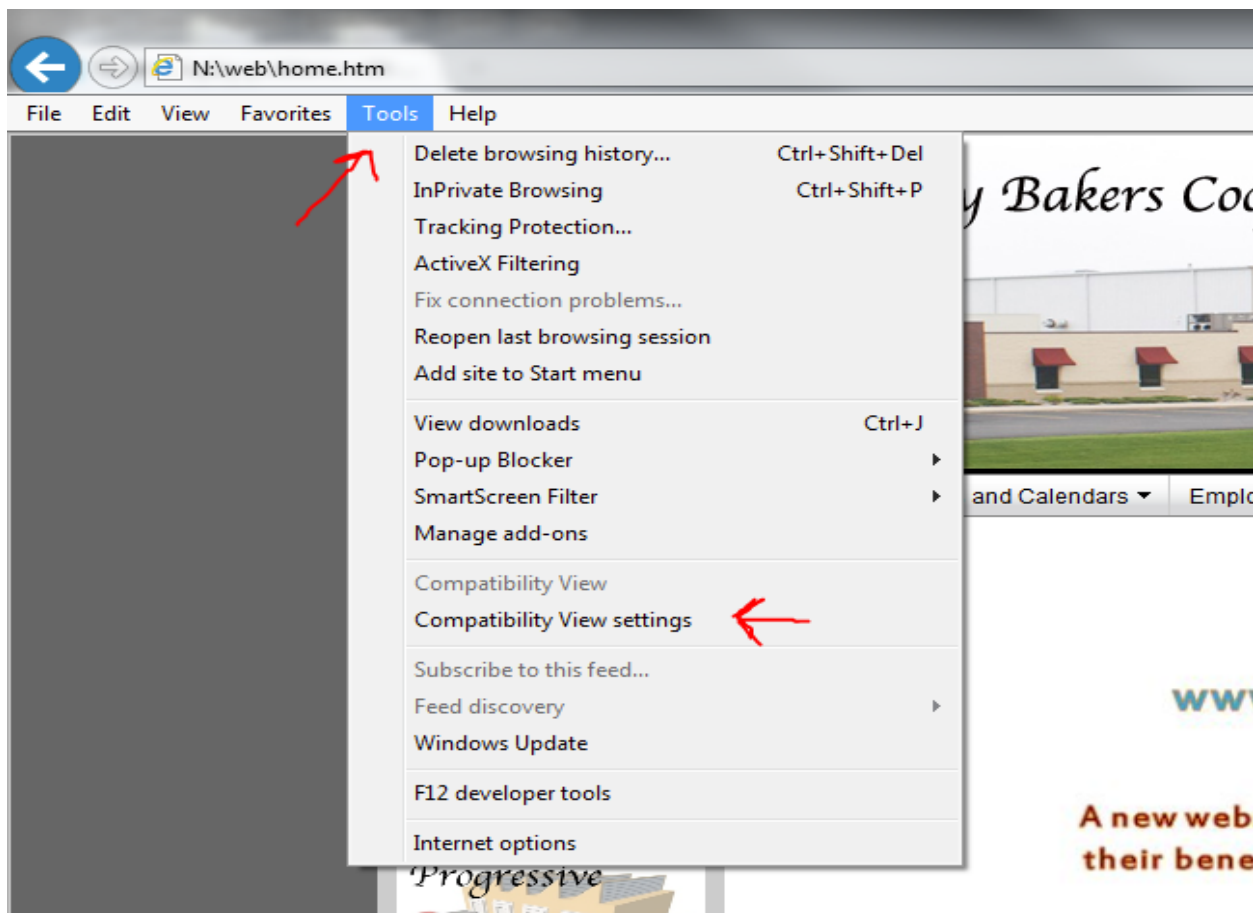 N:\web\home.htm
File Edit View Favorites Tools Help
Delete browsing history... Ctrl+Shift+Del
InPrivate Browsing Ctrl+Shift+P
Tracking Protection...
ActiveX Filtering
Fix connection problems...
Reopen last browsing session
Add site to Start menu
View downloads Ctrl+J
Pop-up Blocker
SmartScreen Filter
Manage add-ons
Compatibility View
Compatibility View settings
Subscribe to this feed...
Feed discovery
Windows Update
F12 developer tools
Internet options
y Bakers Coo
and Calendars Emplo
www
A new web
their bene
Progressive